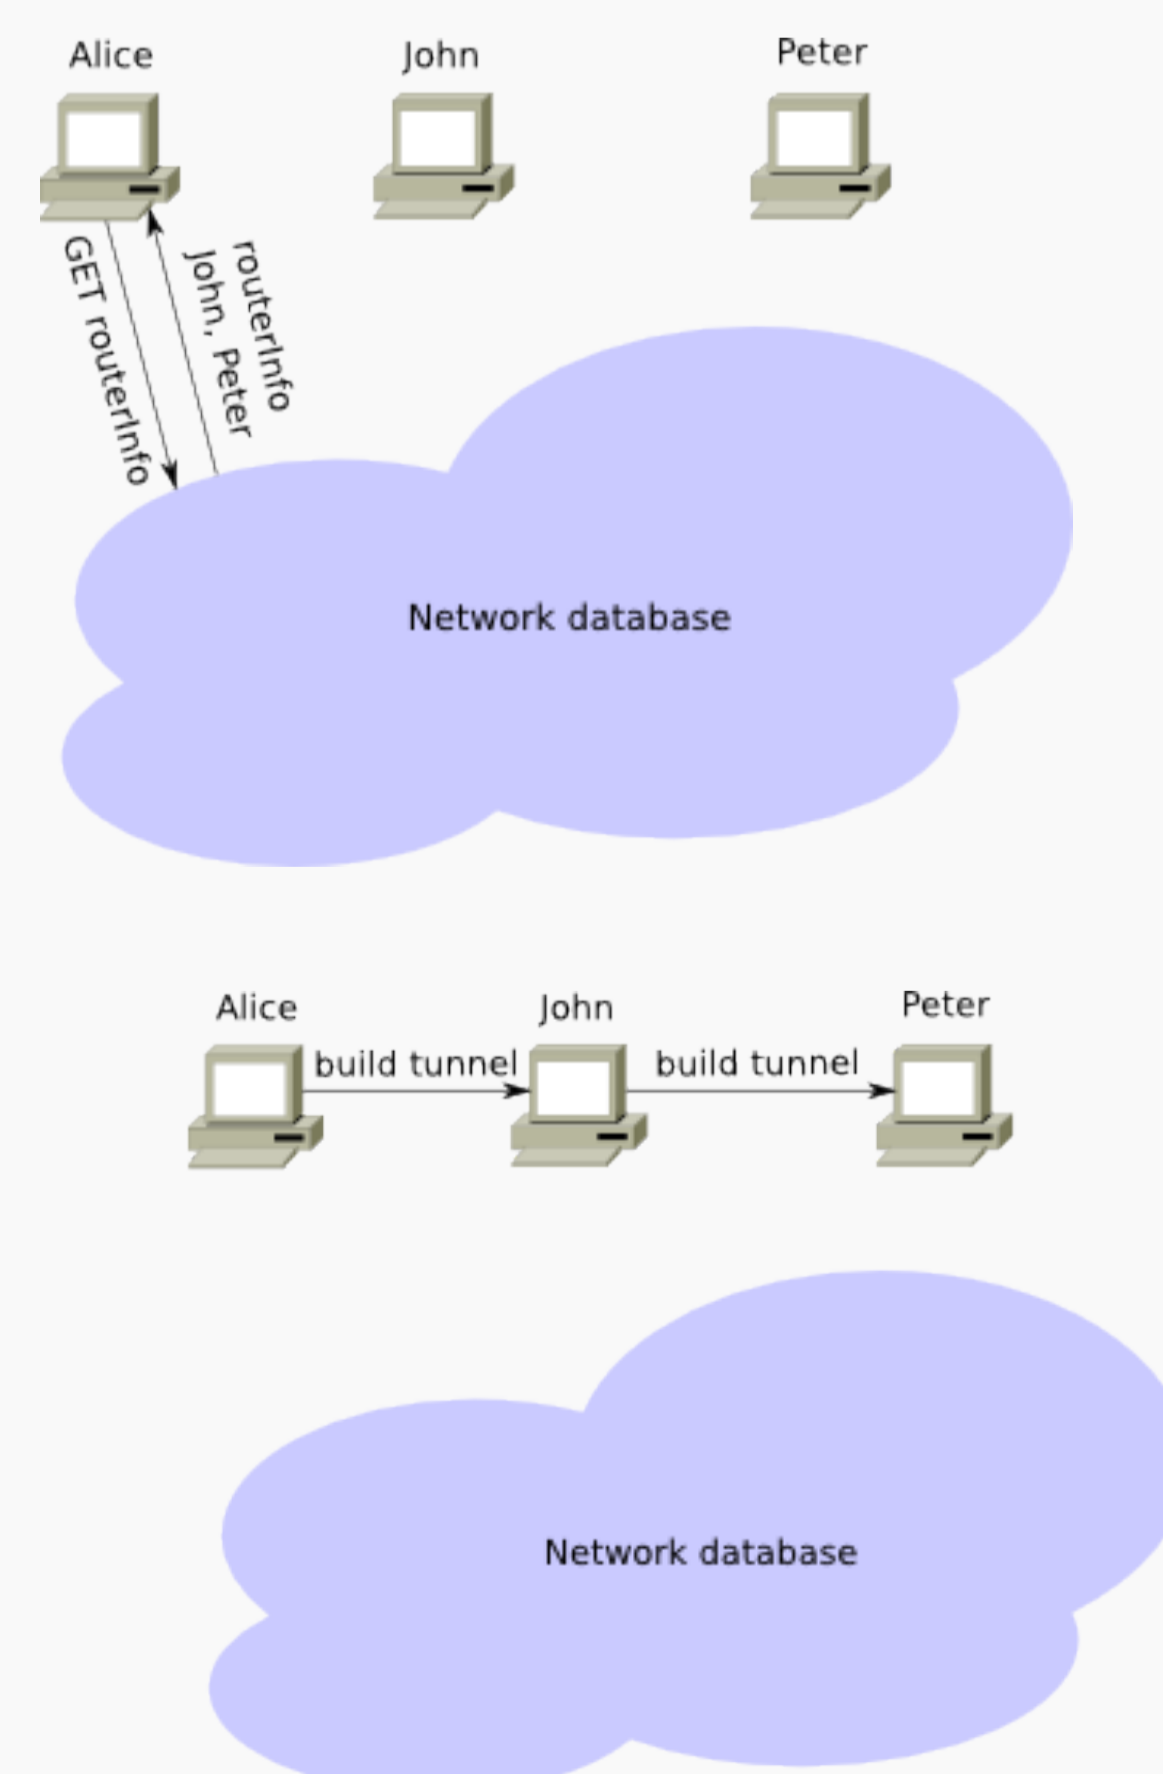 Alice
John
Peter
GET routerInfo
routerInfo
John, Peter
Network database
Alice
John
Peter
build tunnel
build tunnel
Network database